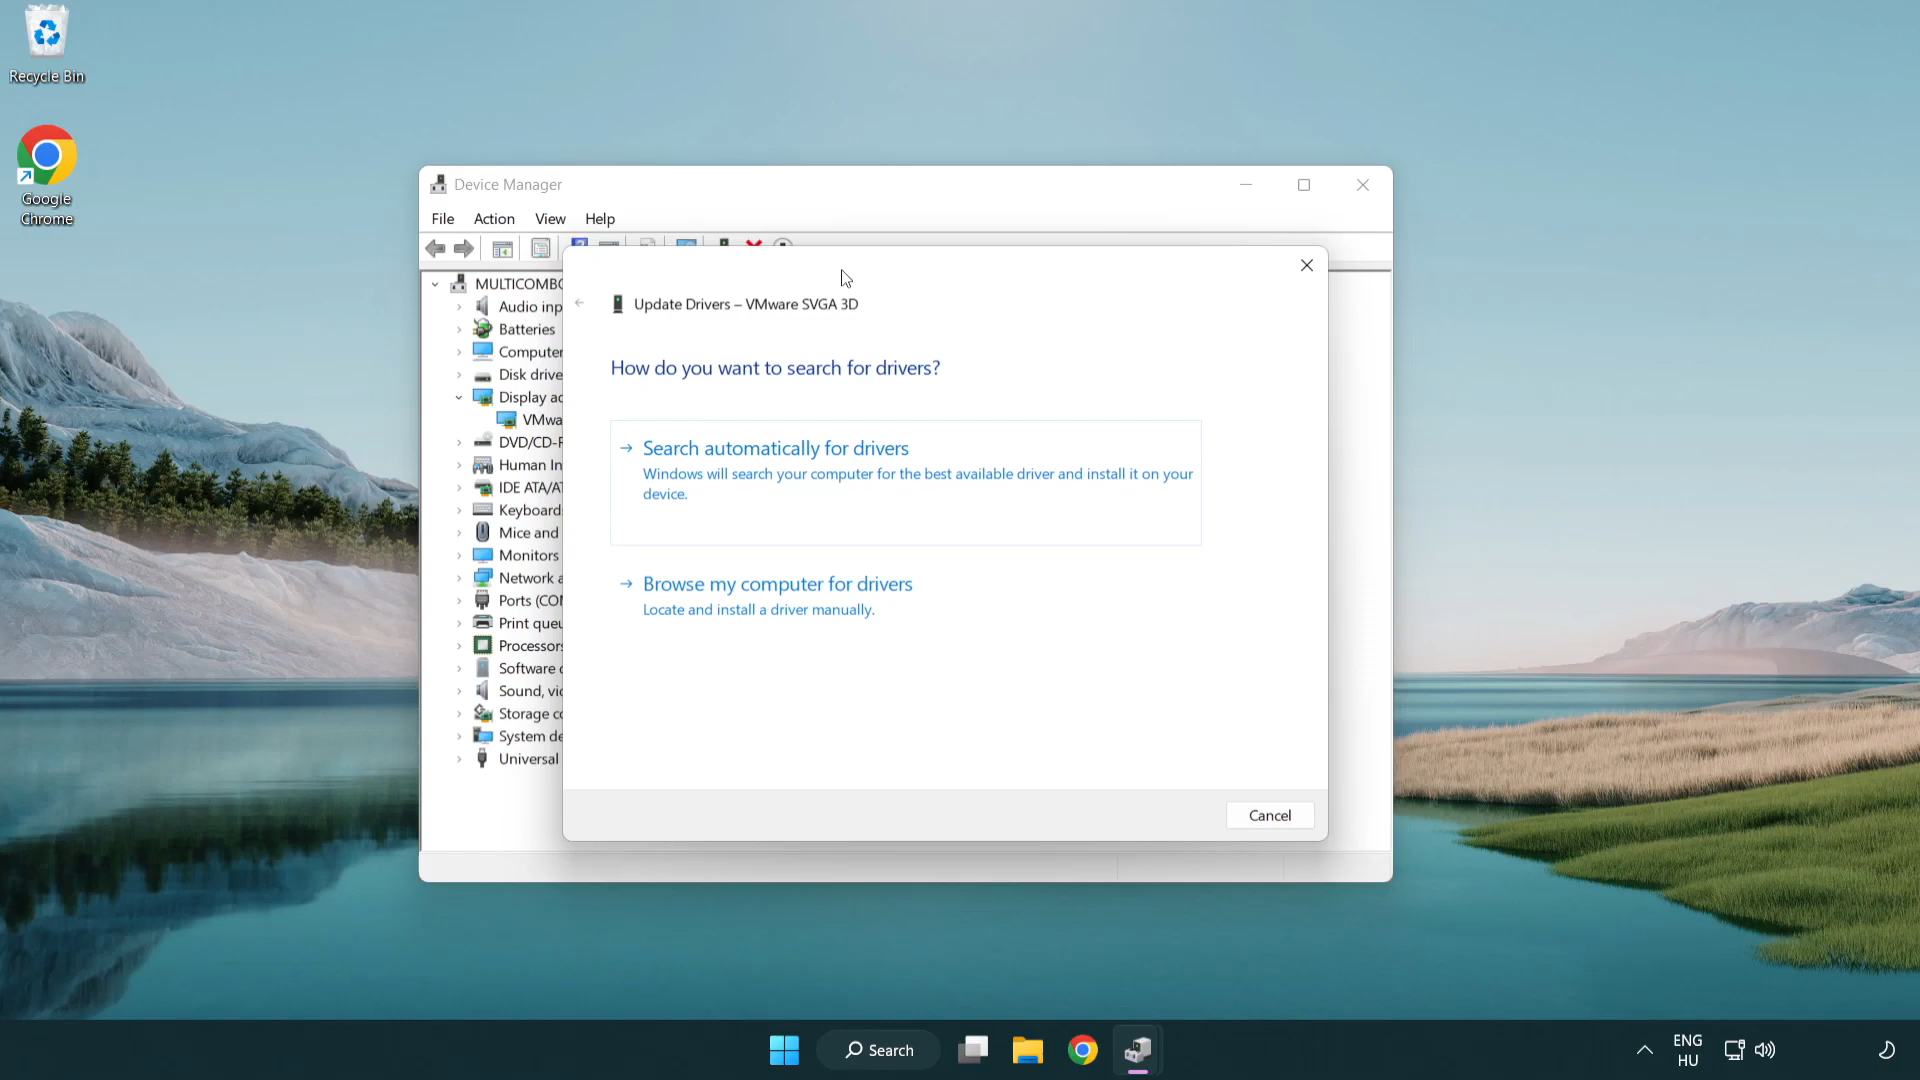 Recycle Bin
Google
Chrome
Device Manager
File Action View Help
MULTICOMBO
Audio inp
Batteries
Computer
Disk drive
Display ad
VMwa
DVD/CD-R
Human In
IDE ATA/AT
Keyboard
Mice and
Monitors
Network a
Ports (COM
Print queu
Processors
Software
Sound, vid
Storage co
System de
Universal
Update Drivers – VMware SVGA 3D
How do you want to search for drivers?
Search automatically for drivers
Windows will search your computer for the best available driver and install it on your
device.
Browse my computer for drivers
Locate and install a driver manually.
Cancel
Search
ENG
HU